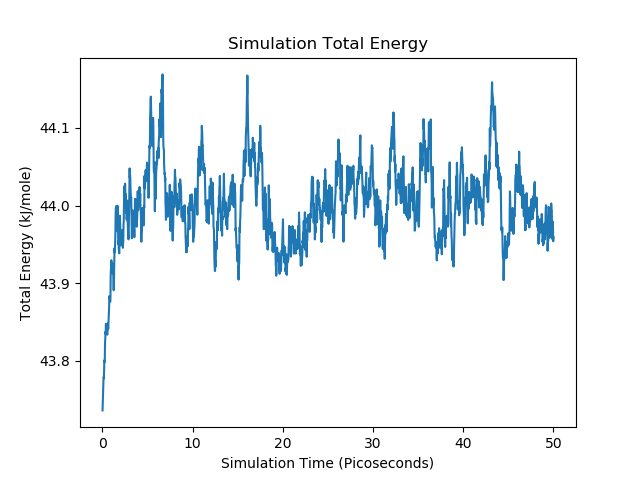 Simulation Total Energy
Total Energy (kJ/mole)
44.1
44.0
43.9
43.8
0 10 20 30 40 50
Simulation Time (Picoseconds)